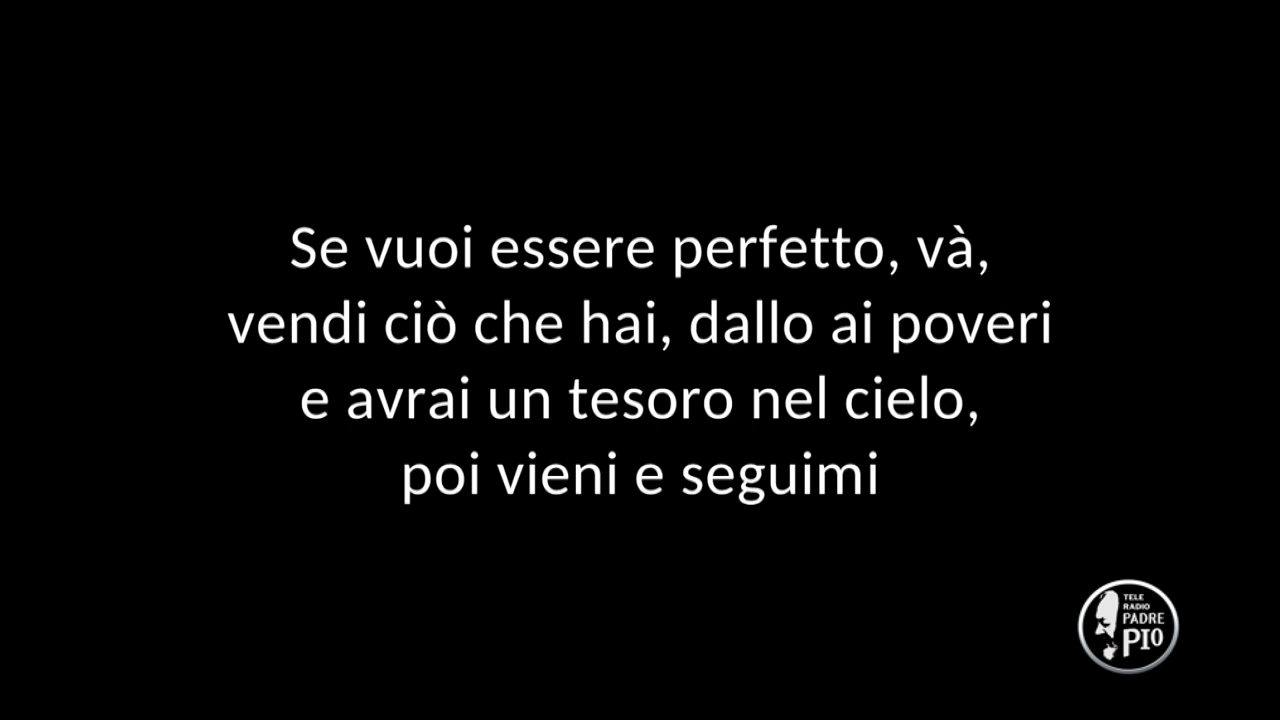 Se vuoi essere perfetto, và,
vendi ciò che hai, dallo ai poveri
e avrai un tesoro nel cielo,
poi vieni e seguimi
TELE
RADIO
PADRE
PIO